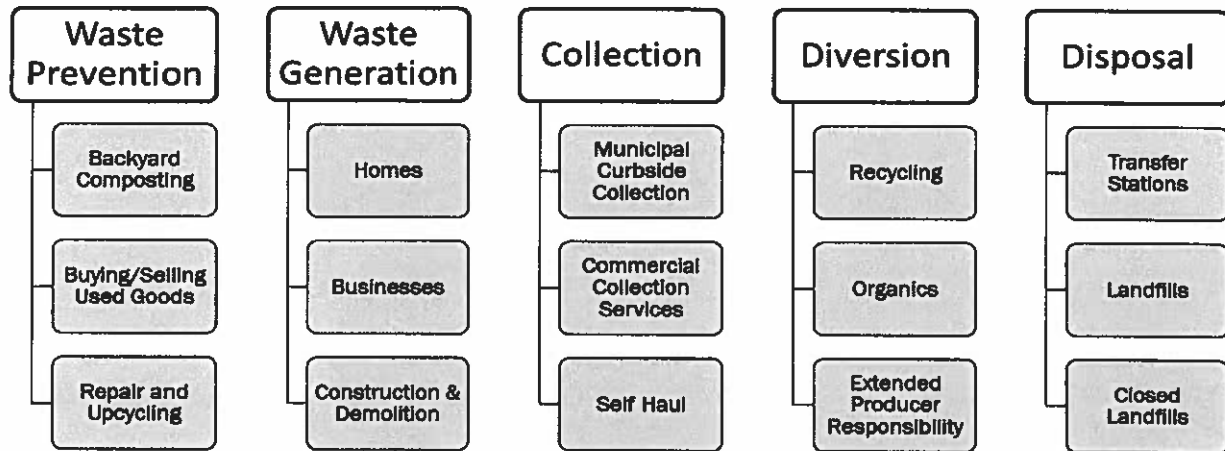 Waste
Prevention
Backyard
Composting
Buying/Selling
Used Goods
Repair and
Upcycling
Waste
Generation
Homes
Businesses
Construction &
Demolition
Collection
Municipal
Curbside
Collection
Commercial
Collection
Services
Self Haul
Diversion
Recycling
Organics
Extended
Producer
Responsibility
Disposal
Transfer
Stations
Landfills
Closed
Landfills